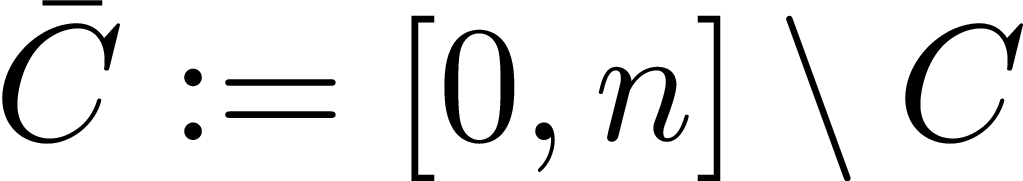 C̄ := [0, n] \ C